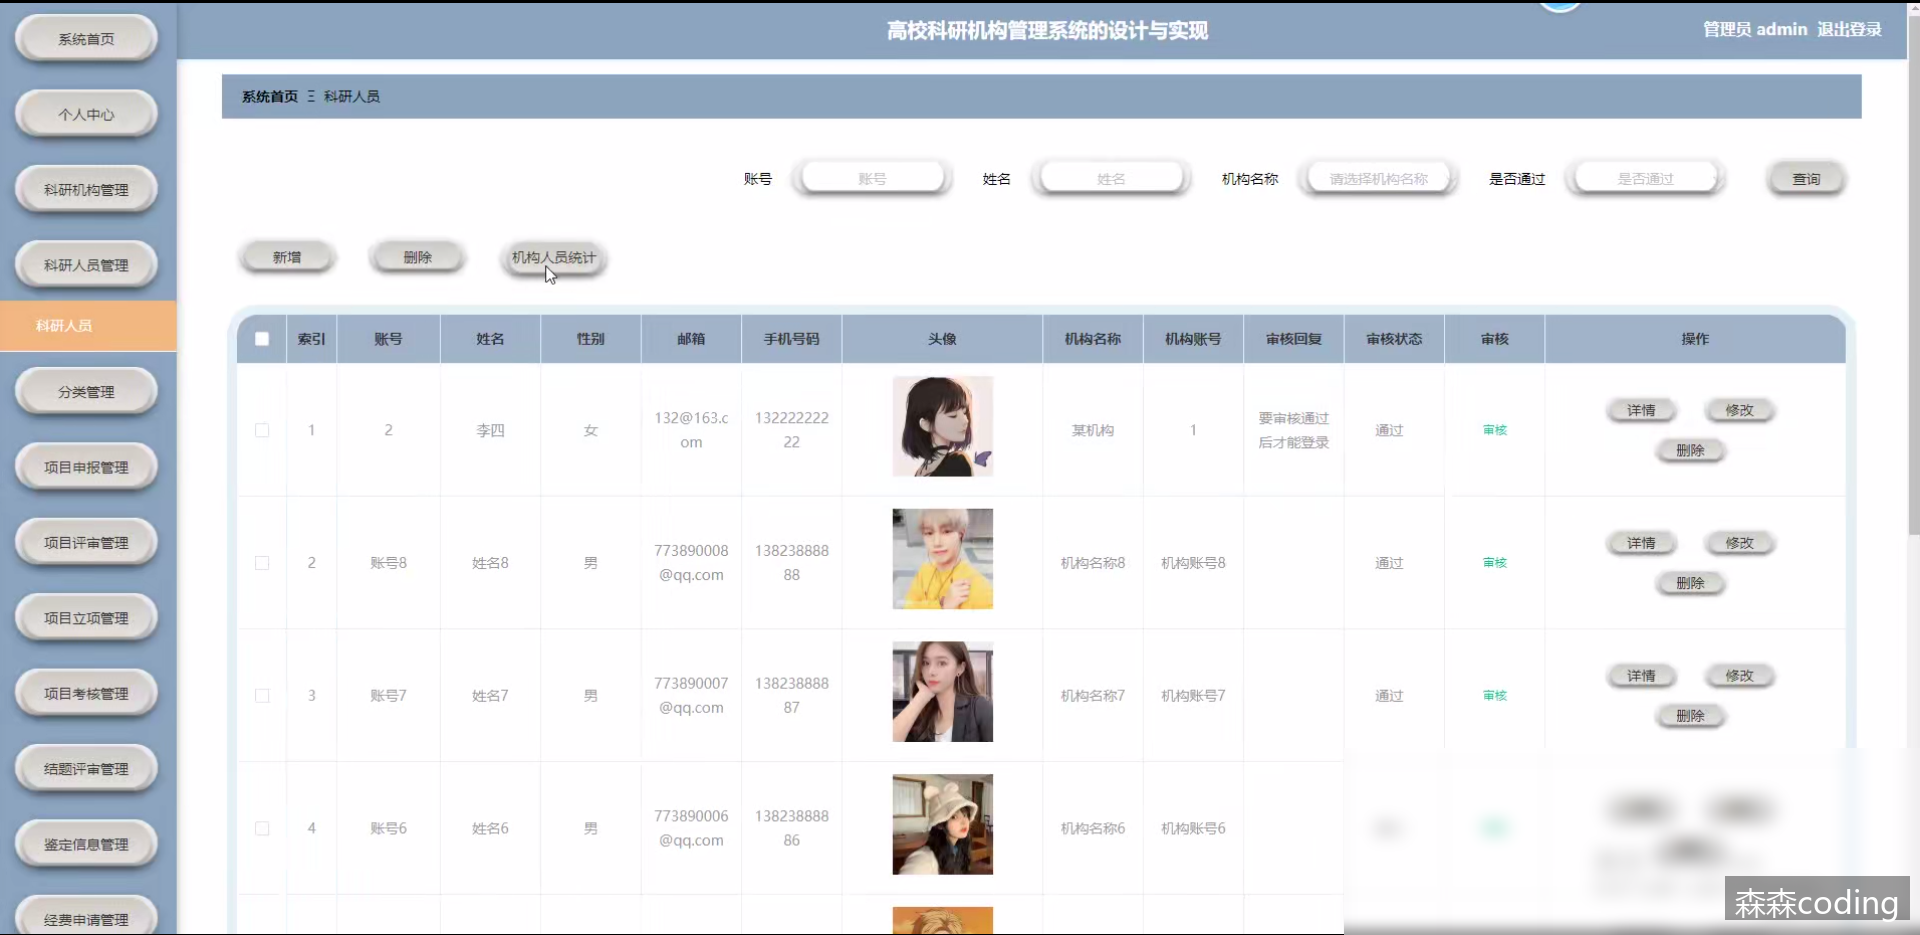 高校科研机构管理系统的设计与实现
管理员 admin 退出登录
系统首页
个人中心
科研机构管理
科研人员管理
科研人员
分类管理
项目申报管理
项目评审管理
项目立项管理
项目考核管理
结题评审管理
鉴定信息管理
经费申请管理
系统首页 Ξ 科研人员
账号 账号 姓名 姓名 机构名称 请选择机构名称 是否通过 是否通过 查询
新增 删除 机构人员统计
索引 账号 姓名 性别 邮箱 手机号码 头像 机构名称 机构账号 审核回复 审核状态 审核 操作
1 2 李四 女 132@163.c
om 132222222
22 某机构 1 要审核通过
后才能登录 通过 审核 详情 修改
删除
2 账号8 姓名8 男 773890008
@qq.com 138238888
88 机构名称8 机构账号8 通过 审核 详情 修改
删除
3 账号7 姓名7 男 773890007
@qq.com 138238888
87 机构名称7 机构账号7 通过 审核 详情 修改
删除
4 账号6 姓名6 男 773890006
@qq.com 138238888
86 机构名称6 机构账号6
森森coding